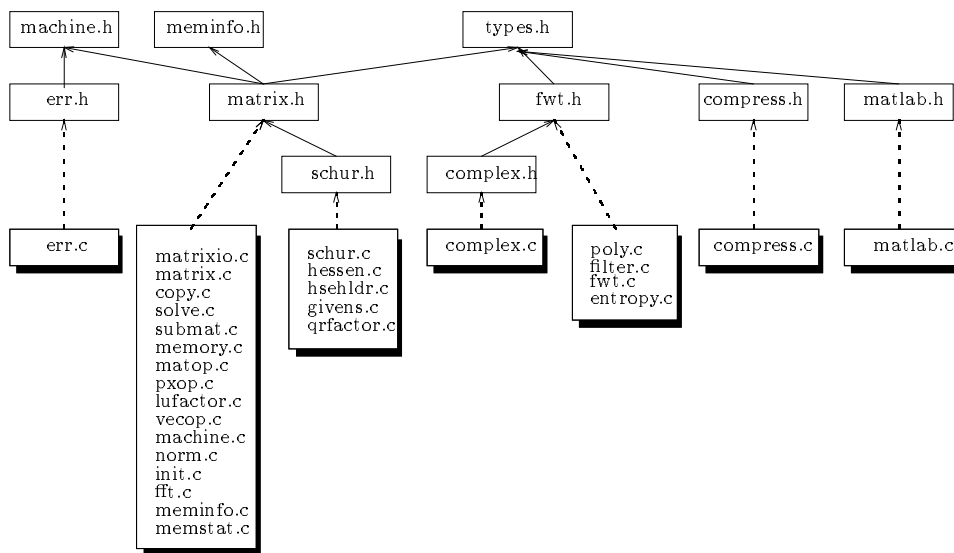 machine.h
meminfo.h
types.h
err.h
matrix.h
fwt.h
compress.h
matlab.h
schur.h
complex.h
err.c
matrixio.c
matrix.c
copy.c
solve.c
submat.c
memory.c
matop.c
pxop.c
lufactor.c
vecop.c
machine.c
norm.c
init.c
fft.c
meminfo.c
memstat.c
schur.c
hessen.c
hsehldr.c
givens.c
qrfactor.c
complex.c
poly.c
filter.c
fwt.c
entropy.c
compress.c
matlab.c